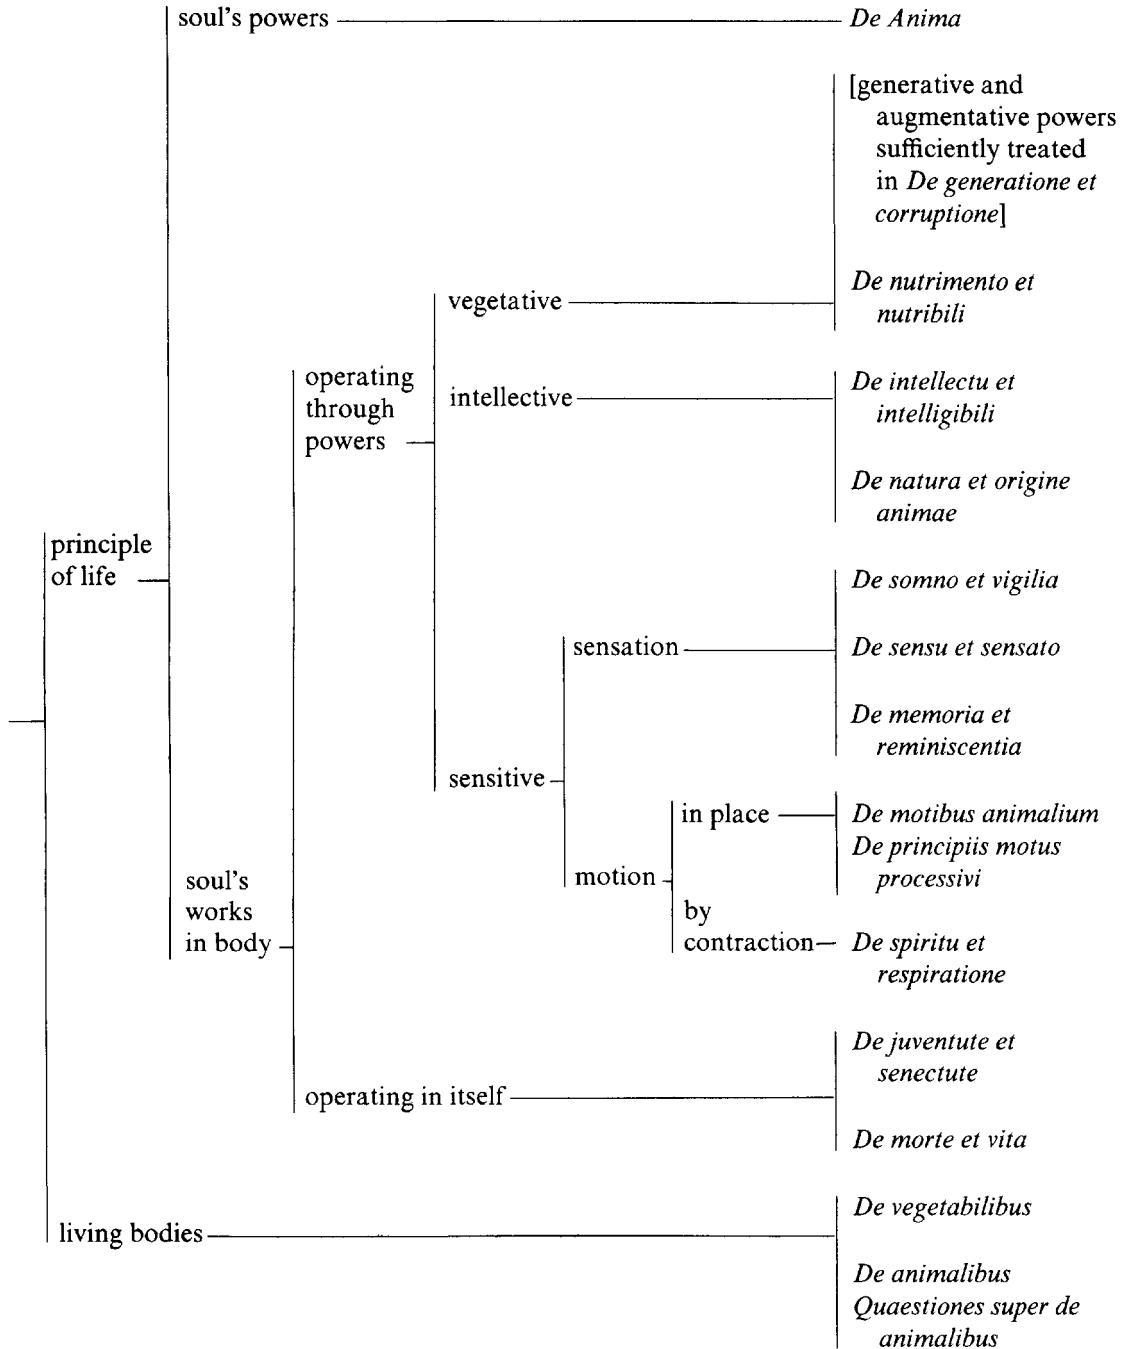 soul's powers
De Anima
[generative and
augmentative powers
sufficiently treated
in De generatione et
corruptione]
De nutrimento et
nutribili
vegetative
operating
through
powers
intellective
De intellectu et
intelligibili
De natura et origine
animae
principle
of life
De somno et vigilia
sensation
De sensu et sensato
De memoria et
reminiscentia
sensitive
in place
De motibus animalium
De principiis motus
processivi
motion
soul's
works
in body
by
contraction
De spiritu et
respiratione
De juventute et
senectute
operating in itself
De morte et vita
De vegetabilibus
living bodies
De animalibus
Quaestiones super de
animalibus